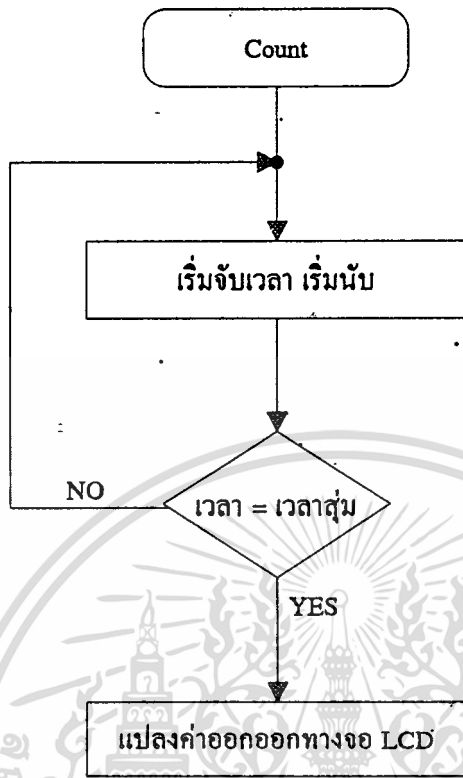 Count
เริ่มจับเวลา เริ่มนับ
เวลา = เวลาสุ่ม
NO
YES
แปลงค่าออกออกทางจอ LCD